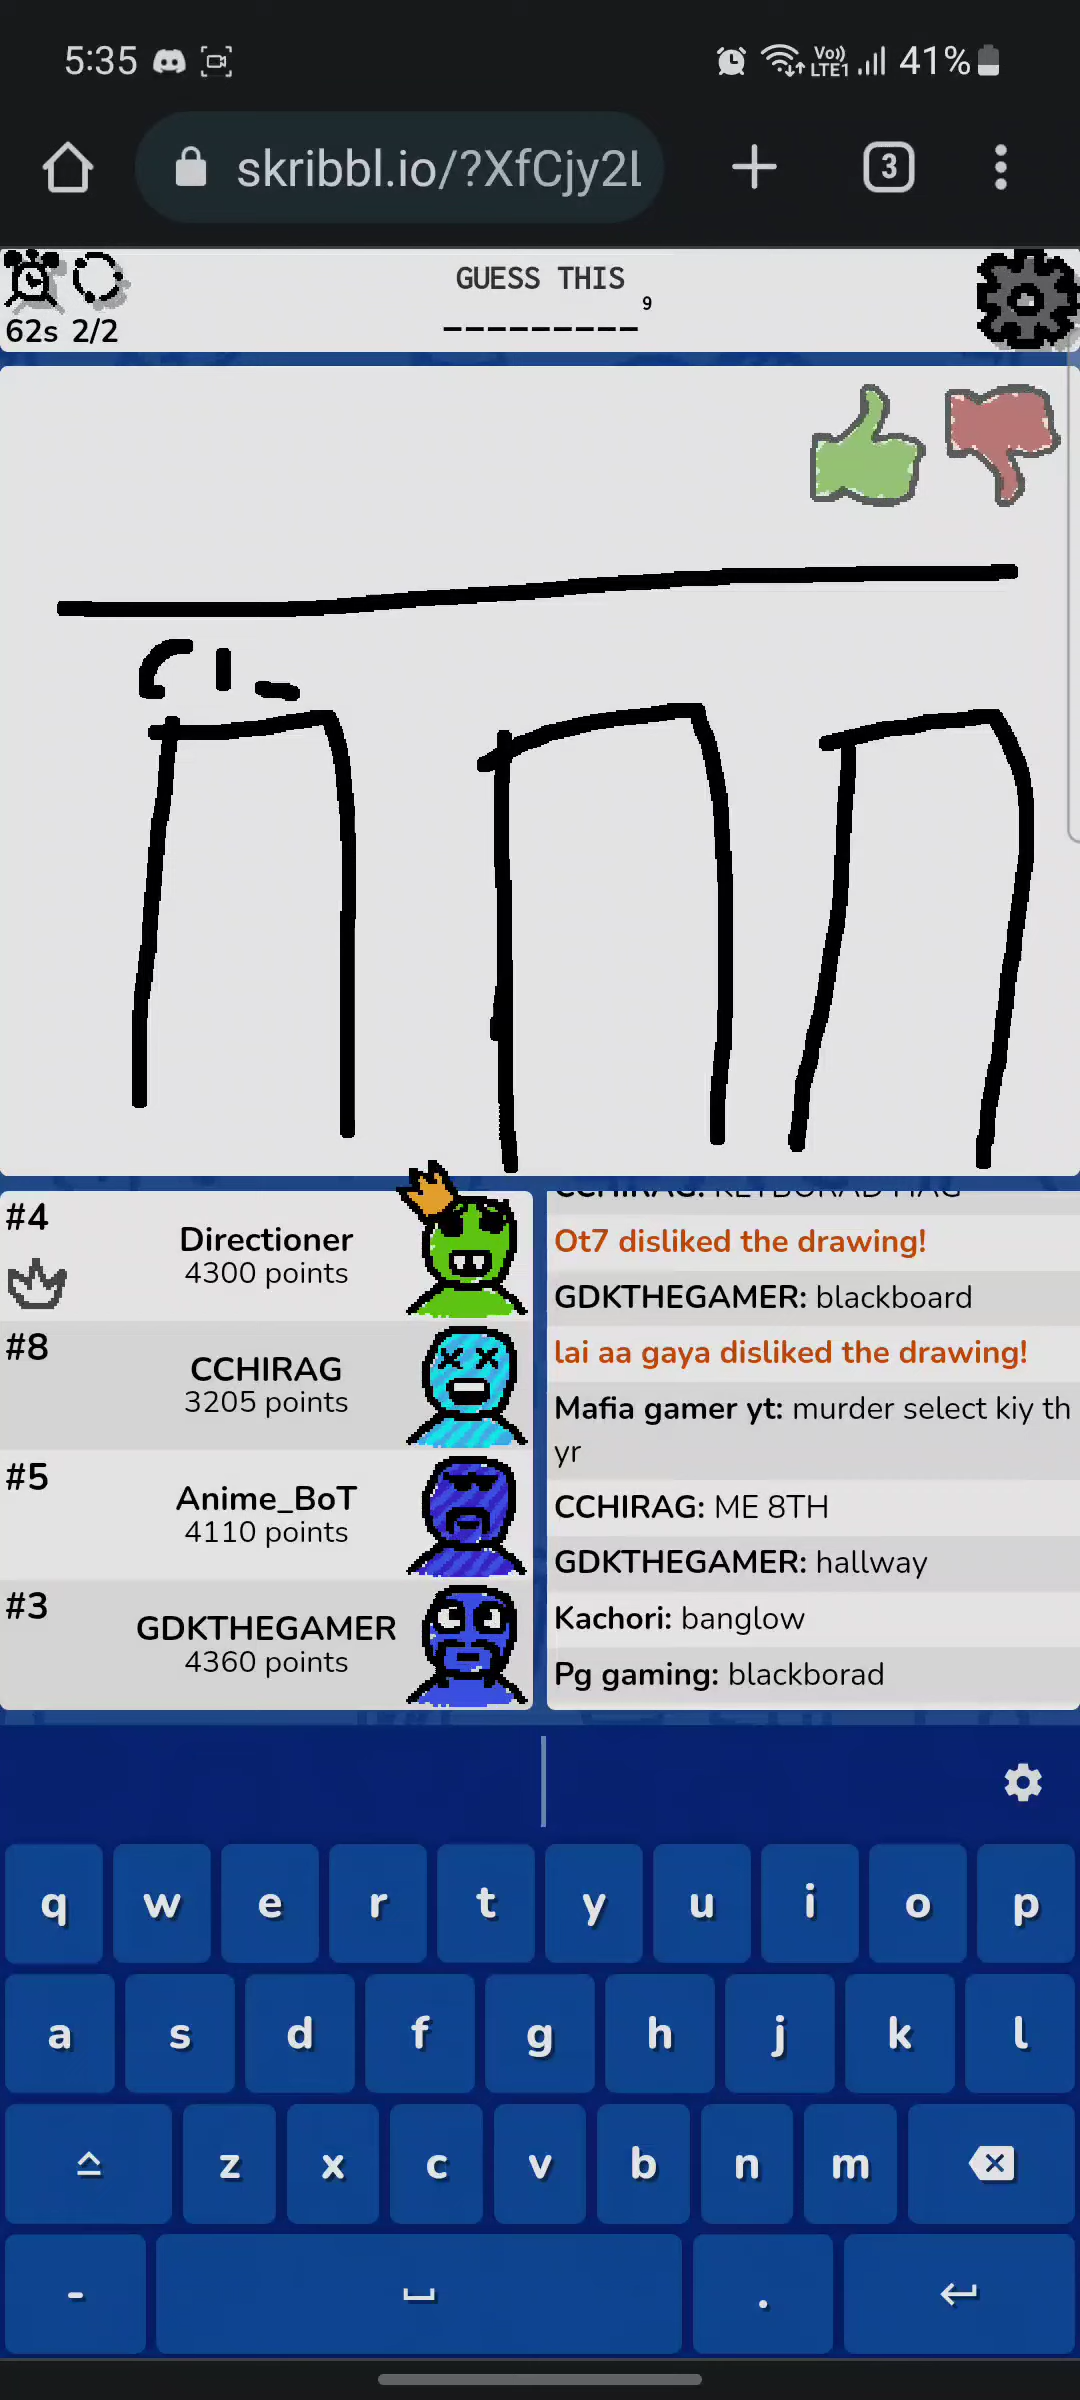 5:35 Vo)) LTE1 41%
skribbl.io/?XfCjy2l 3
GUESS THIS
9
62s 2/2
#4 Directioner
4300 points
#8 CCHIRAG
3205 points
#5 Anime_BoT
4110 points
#3 GDKTHEGAMER
4360 points
Ot7 disliked the drawing!
GDKTHEGAMER: blackboard
lai aa gaya disliked the drawing!
Mafia gamer yt: murder select kiy th
yr
CCHIRAG: ME 8TH
GDKTHEGAMER: hallway
Kachori: banglow
Pg gaming: blackborad
q w e r t y u i o p
a s d f g h j k l
z x c v b n m
- .